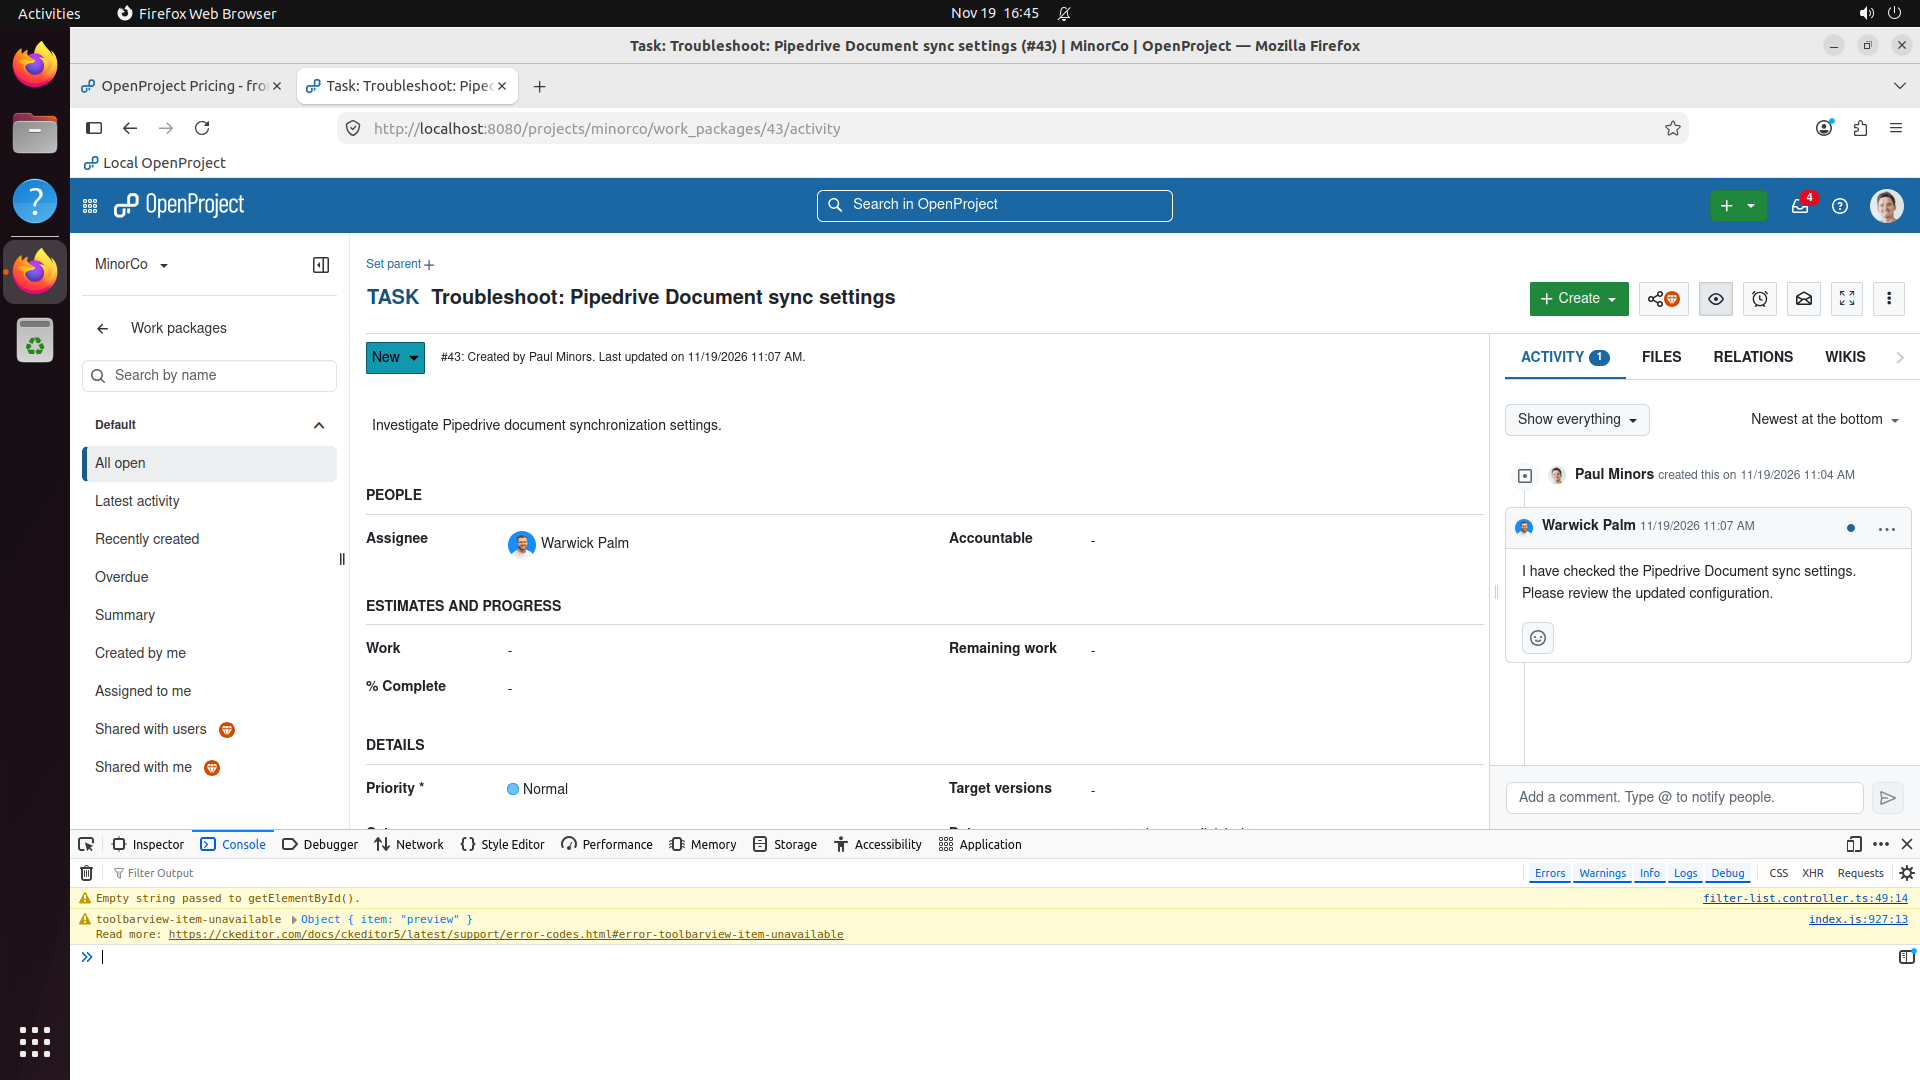 Activities
Firefox Web Browser
Nov 19 16:45
Task: Troubleshoot: Pipedrive Document sync settings (#43) | MinorCo | OpenProject — Mozilla Firefox
OpenProject Pricing - fro
Task: Troubleshoot: Piped
http://localhost:8080/projects/minorco/work_packages/43/activity
Local OpenProject
OpenProject
Search in OpenProject
4
MinorCo
Work packages
Search by name
Default
All open
Latest activity
Recently created
Overdue
Summary
Created by me
Assigned to me
Shared with users
Shared with me
Set parent
TASK Troubleshoot: Pipedrive Document sync settings
Create
New
#43: Created by Paul Minors. Last updated on 11/19/2026 11:07 AM.
Investigate Pipedrive document synchronization settings.
PEOPLE
Assignee
Warwick Palm
Accountable
-
ESTIMATES AND PROGRESS
Work
-
Remaining work
-
% Complete
-
DETAILS
Priority *
Normal
Target versions
-
ACTIVITY 1
FILES
RELATIONS
WIKIS
Show everything
Newest at the bottom
Paul Minors created this on 11/19/2026 11:04 AM
Warwick Palm 11/19/2026 11:07 AM
I have checked the Pipedrive Document sync settings.
Please review the updated configuration.
Add a comment. Type @ to notify people.
Inspector
Console
Debugger
Network
Style Editor
Performance
Memory
Storage
Accessibility
Application
Filter Output
Errors
Warnings
Info
Logs
Debug
CSS
XHR
Requests
Empty string passed to getElementById().
filter-list.controller.ts:49:14
toolbarview-item-unavailable Object { item: "preview" }
index.js:927:13
Read more: https://ckeditor.com/docs/ckeditor5/latest/support/error-codes.html#error-toolbarview-item-unavailable